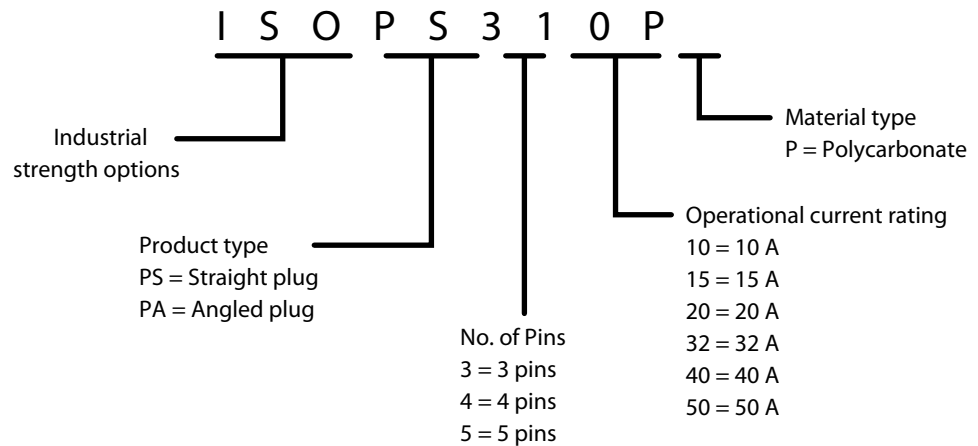 I S O P S 3 1 0 P
Industrial
strength options
Material type
P = Polycarbonate
Product type
PS = Straight plug
PA = Angled plug
Operational current rating
10 = 10 A
15 = 15 A
20 = 20 A
32 = 32 A
40 = 40 A
50 = 50 A
No. of Pins
3 = 3 pins
4 = 4 pins
5 = 5 pins